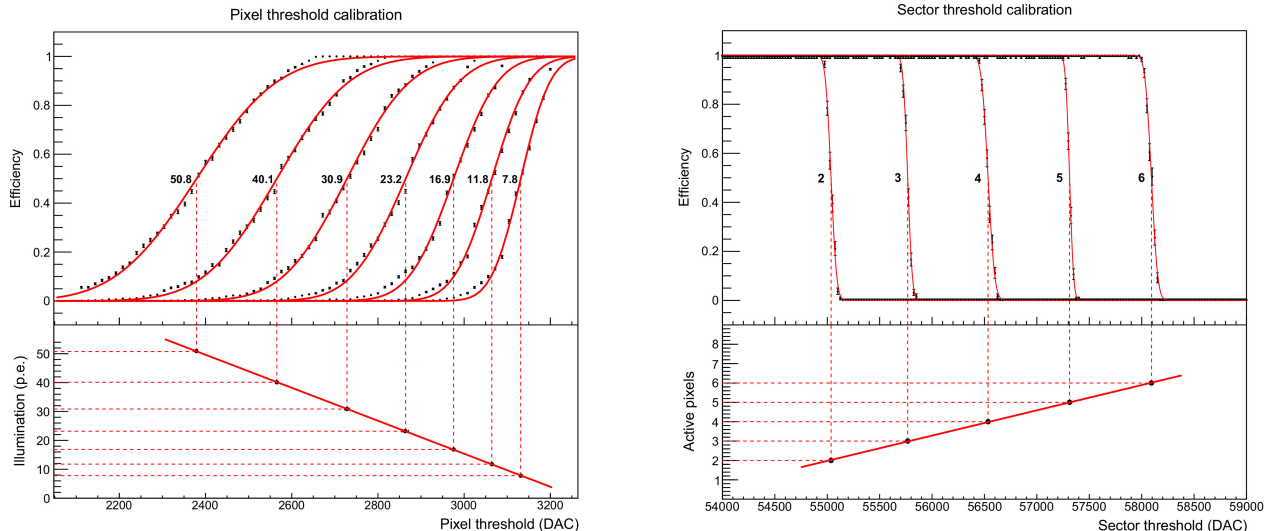 Pixel threshold calibration
Efficiency
1
0.8
0.6
0.4
0.2
0
50.8 40.1 30.9 23.2 16.9 11.8 7.8
Illumination (p.e.)
50
40
30
20
10
0
2200 2400 2600 2800 3000 3200
Pixel threshold (DAC)
Sector threshold calibration
Efficiency
1
0.8
0.6
0.4
0.2
0
2 3 4 5 6
Active pixels
8
7
6
5
4
3
2
1
54000 54500 55000 55500 56000 56500 57000 57500 58000 58500 59000
Sector threshold (DAC)